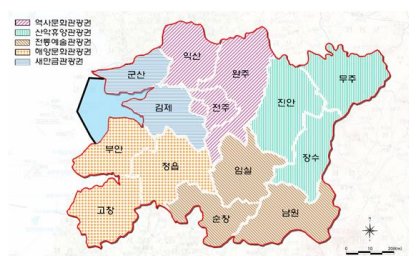 역사문화관광권
산악휴양관광권
전통예술관광권
해양문화관광권
새만금관광권
군산
익산
완주
무주
김제
전주
진안
부안
정읍
임실
장수
고창
순창
남원